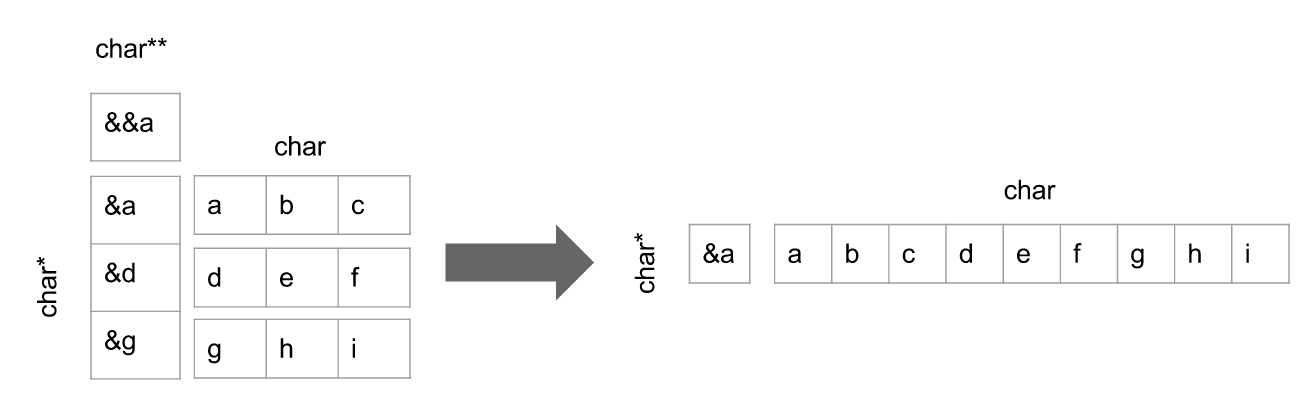 char**
&&a
char
char*
&a a b c
&d d e f
&g g h i
char
char*
&a a b c d e f g h i